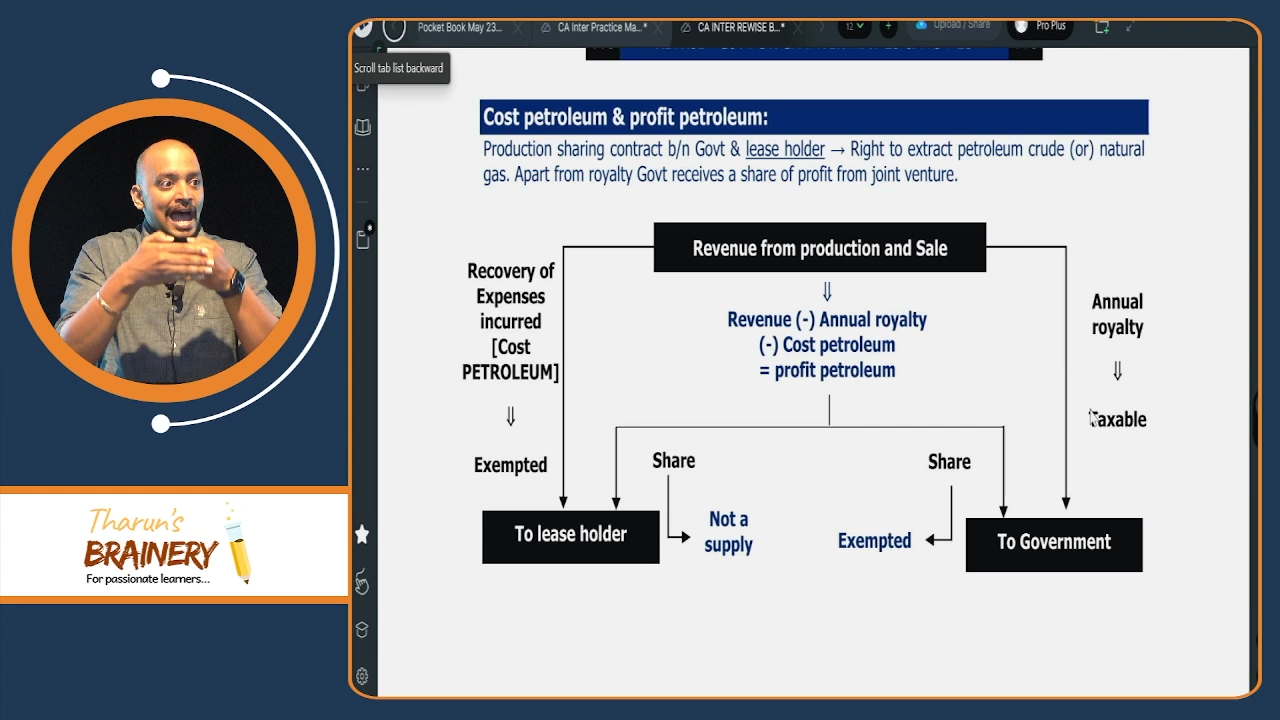 Pocket Book May 23...
CA Inter Practice Ma...*
CA INTER REWISE B...*
12
Upload / Share
Pro Plus
Scroll tab list backward
Cost petroleum & profit petroleum:
Production sharing contract b/n Govt & lease holder → Right to extract petroleum crude (or) natural
gas. Apart from royalty Govt receives a share of profit from joint venture.
Revenue from production and Sale
Recovery of
Expenses
incurred
[Cost
PETROLEUM]
⇓
Exempted
⇓
Revenue (-) Annual royalty
(-) Cost petroleum
= profit petroleum
Annual
royalty
⇓
Taxable
Share
Share
To lease holder
Not a
supply
Exempted
To Government
Tharun's
BRAINERY
For passionate learners...